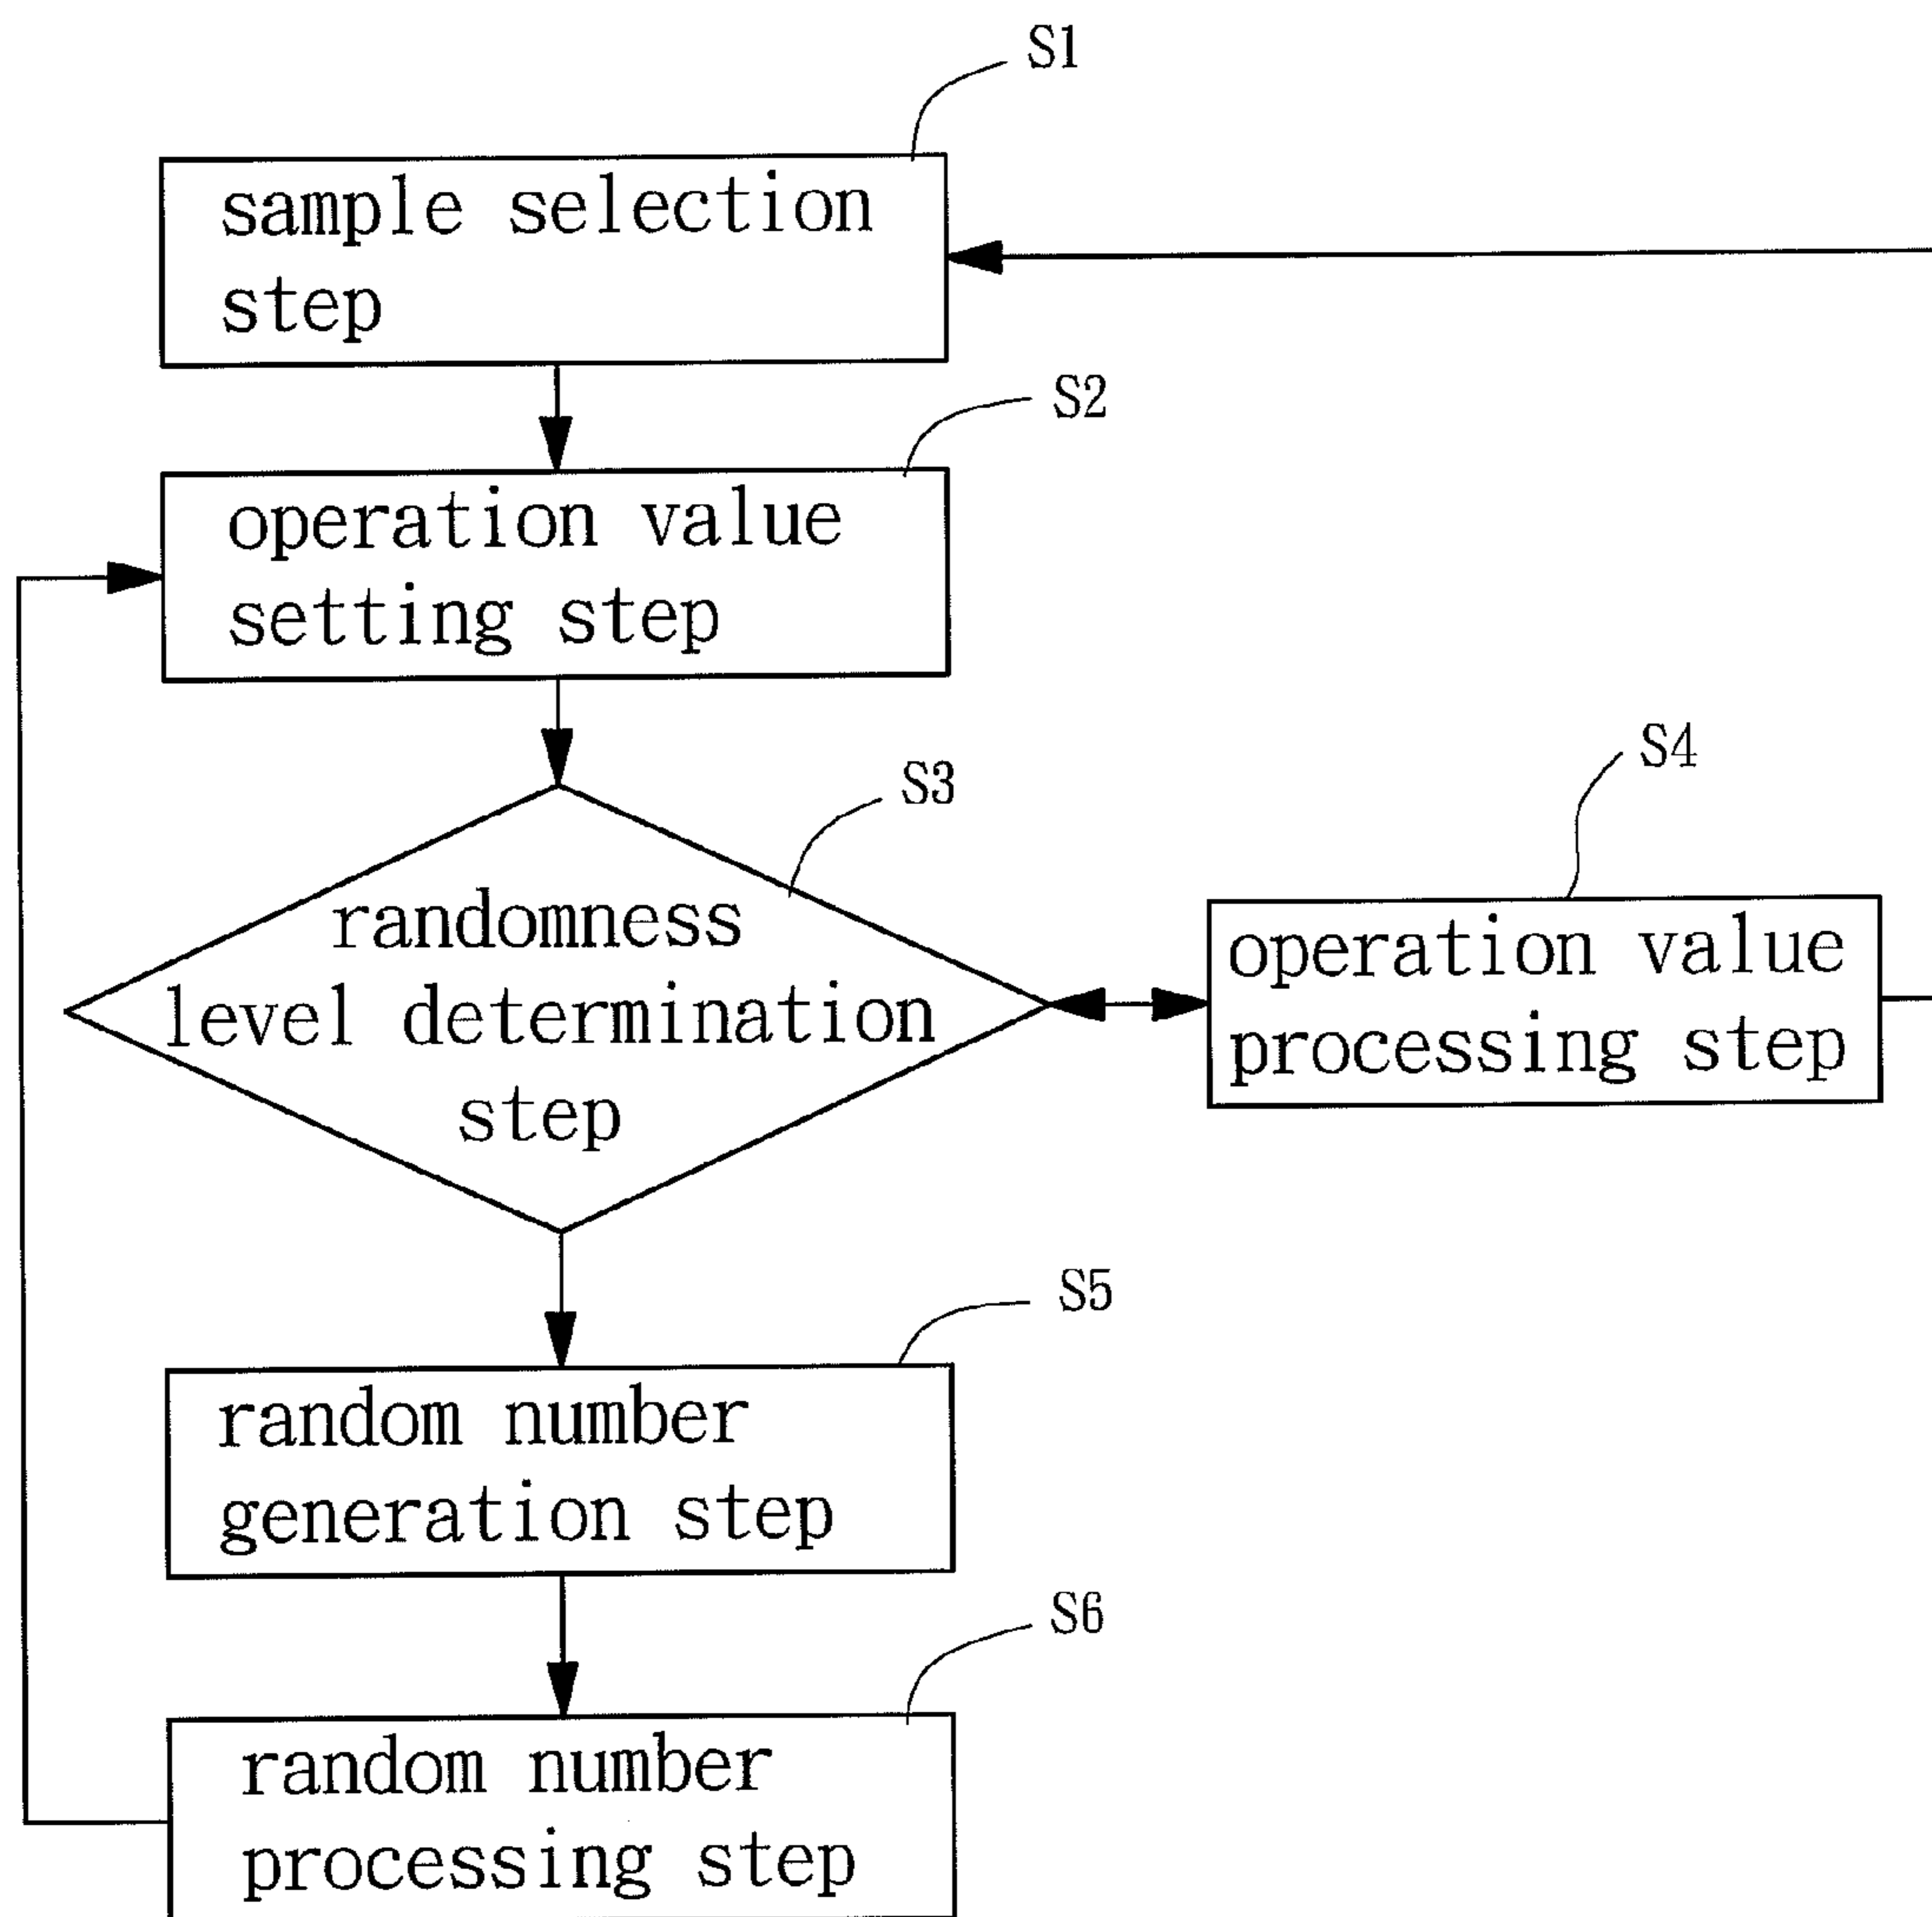 S1
sample selection
step
S2
operation value
setting step
S3
randomness
level determination
step
S4
operation value
processing step
S5
random number
generation step
S6
random number
processing step